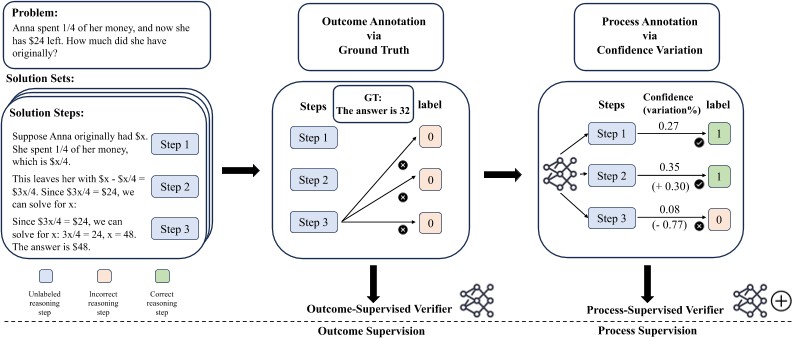 Problem:
Anna spent 1/4 of her money, and now she
has $24 left. How much did she have
originally?
Solution Sets:
Solution Steps:
Suppose Anna originally had $x.
She spent 1/4 of her money,
which is $x/4.
Step 1
This leaves her with $x - $x/4 =
$3x/4. Since $3x/4 = $24, we
can solve for x:
Step 2
Since $3x/4 = $24, we can
solve for x: 3x/4 = 24, x = 48.
The answer is $48.
Step 3
Unlabeled
reasoning
step
Incorrect
reasoning
step
Correct
reasoning
step
Outcome Annotation
via
Ground Truth
Steps
GT:
The answer is 32
label
Step 1
0
Step 2
0
Step 3
0
Outcome-Supervised Verifier
Outcome Supervision
Process Annotation
via
Confidence Variation
Steps
Confidence
(variation%)
label
Step 1
0.27
1
Step 2
0.35
(+ 0.30)
1
Step 3
0.08
(- 0.77)
0
Process-Supervised Verifier
Process Supervision